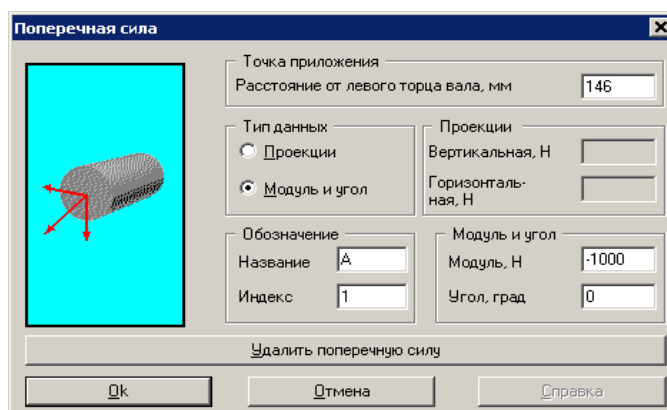 Поперечная сила
Точка приложения
Расстояние от левого торца вала, мм 146
Тип данных
Проекции
Модуль и угол
Проекции
Вертикальная, Н
Горизонталь-
ная, Н
Обозначение
Название A
Индекс 1
Модуль и угол
Модуль, Н -1000
Угол, град 0
Удалить поперечную силу
Ok Отмена Справка